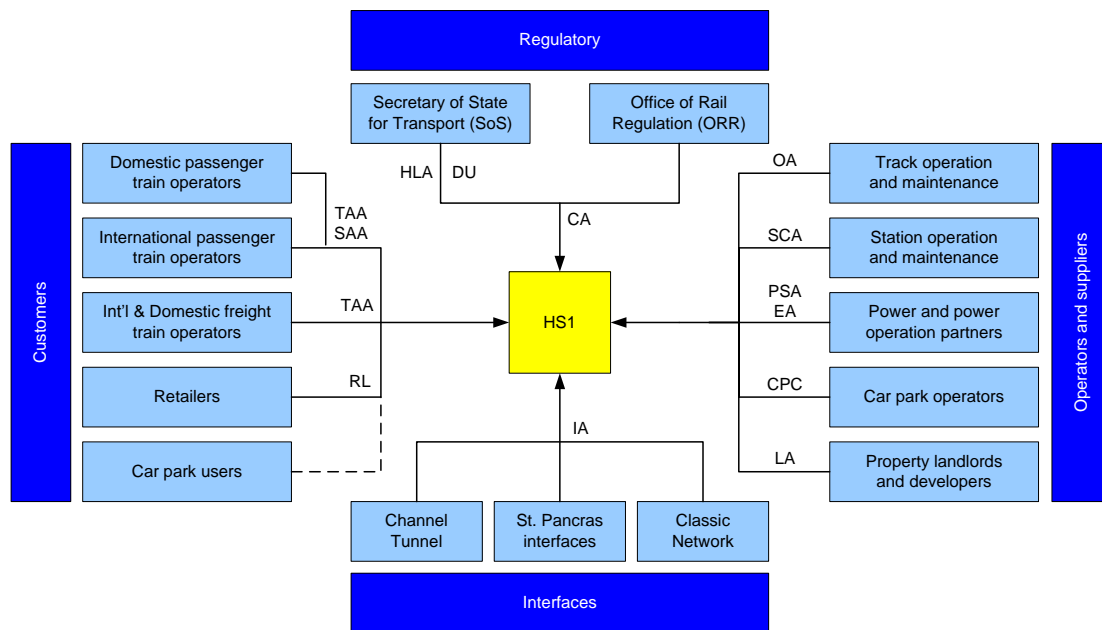 Regulatory
Secretary of State
for Transport (SoS)
Office of Rail
Regulation (ORR)
HLA
DU
CA
Customers
Domestic passenger
train operators
TAA
SAA
International passenger
train operators
Int'l & Domestic freight
train operators
TAA
Retailers
RL
Car park users
HS1
OA
Track operation
and maintenance
SCA
Station operation
and maintenance
PSA
EA
Power and power
operation partners
CPC
Car park operators
LA
Property landlords
and developers
Operators and suppliers
IA
Channel
Tunnel
St. Pancras
interfaces
Classic
Network
Interfaces